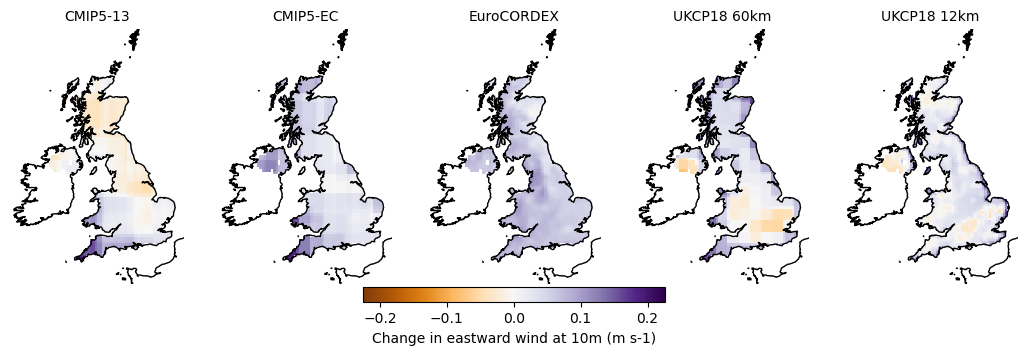 CMIP5-13 CMIP5-EC EuroCORDEX UKCP18 60km UKCP18 12km
−0.2 −0.1 0.0 0.1 0.2
Change in eastward wind at 10m (m s-1)